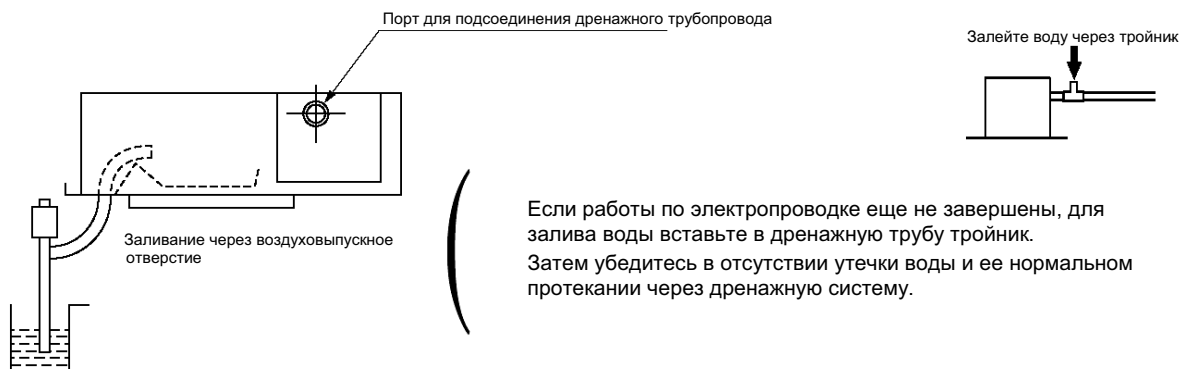 Порт для подсоединения дренажного трубопровода
Залейте воду через тройник
Заливание через воздуховыпускное
отверстие
Если работы по электропроводке еще не завершены, для
залива воды вставьте в дренажную трубу тройник.
Затем убедитесь в отсутствии утечки воды и ее нормальном
протекании через дренажную систему.